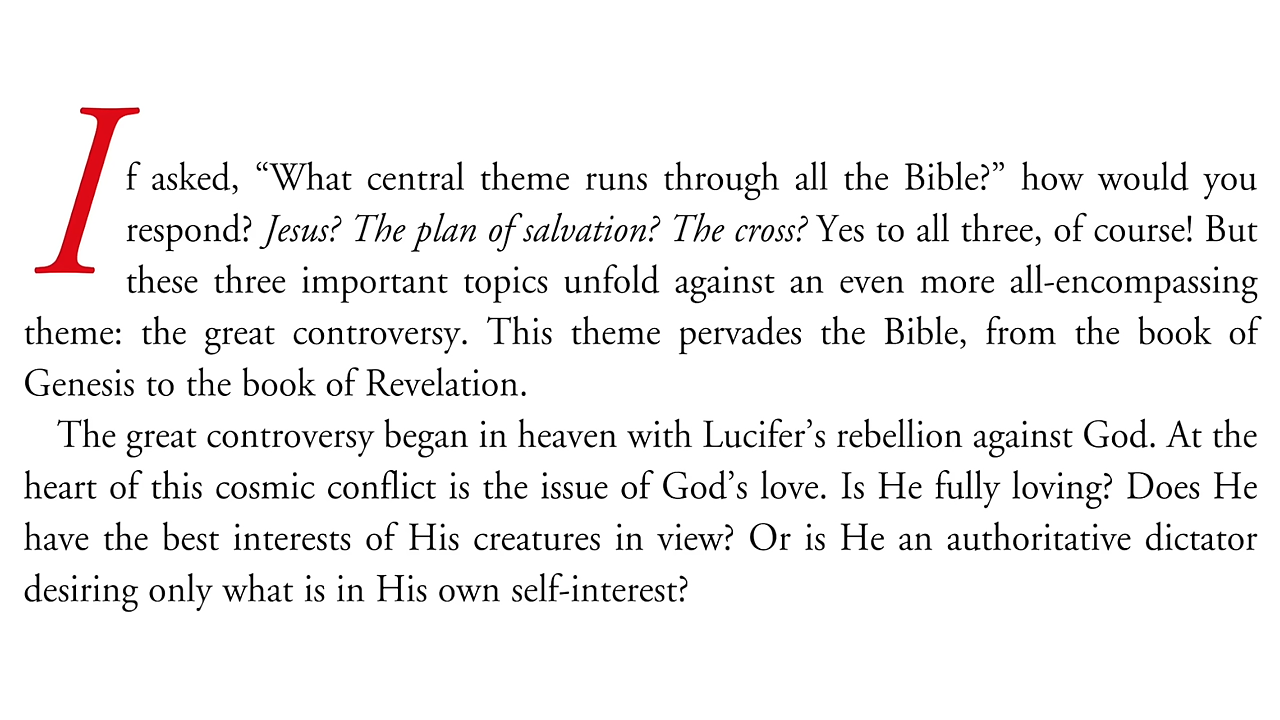 If asked, “What central theme runs through all the Bible?” how would you
respond? Jesus? The plan of salvation? The cross? Yes to all three, of course! But
these three important topics unfold against an even more all-encompassing
theme: the great controversy. This theme pervades the Bible, from the book of
Genesis to the book of Revelation.
The great controversy began in heaven with Lucifer’s rebellion against God. At the
heart of this cosmic conflict is the issue of God’s love. Is He fully loving? Does He
have the best interests of His creatures in view? Or is He an authoritative dictator
desiring only what is in His own self-interest?